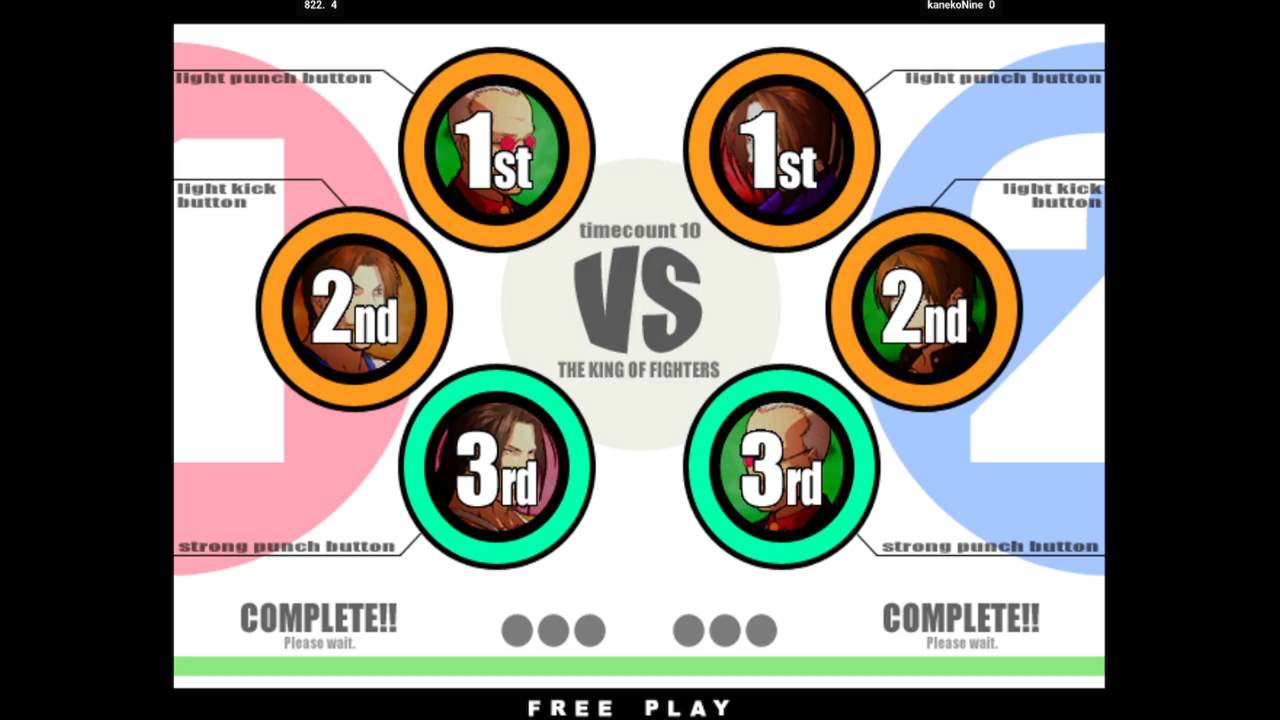 822. 4
kanekoNine 0
light punch button
light punch button
1st
1st
light kick
button
light kick
button
timecount 10
VS
THE KING OF FIGHTERS
2nd
2nd
3rd
3rd
strong punch button
strong punch button
COMPLETE!!
Please wait.
COMPLETE!!
Please wait.
FREE PLAY
1
2